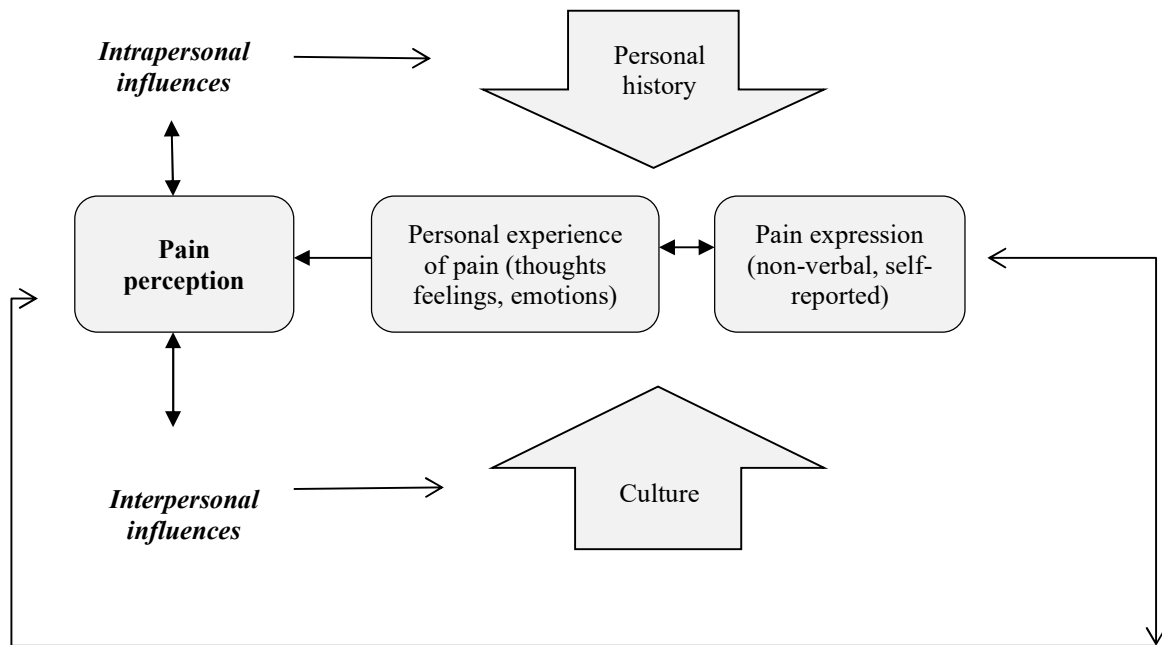 Intrapersonal
influences
Personal
history
Pain
perception
Personal experience
of pain (thoughts
feelings, emotions)
Pain expression
(non-verbal, self-
reported)
Interpersonal
influences
Culture